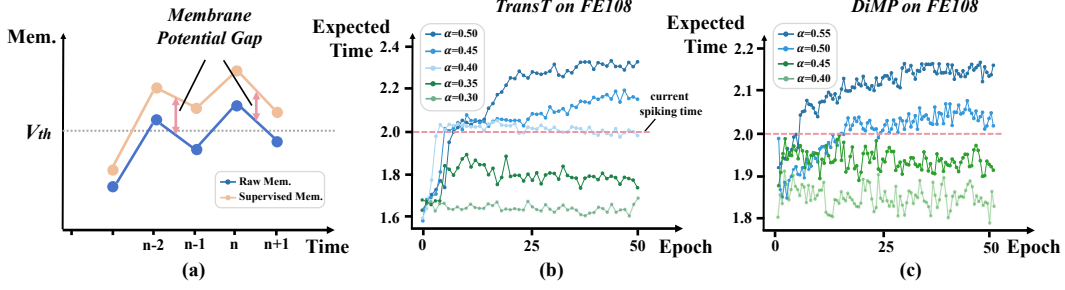 Mem.
Membrane
Potential Gap
Vth
Raw Mem.
Supervised Mem.
n-2
n-1
n
n+1
Time
(a)
TransT on FE108
Expected
Time
2.4
2.2
2.0
1.8
1.6
α=0.50
α=0.45
α=0.40
α=0.35
α=0.30
current
spiking time
0
25
50
Epoch
(b)
DiMP on FE108
Expected
Time
2.2
2.1
2.0
1.9
1.8
α=0.55
α=0.50
α=0.45
α=0.40
0
25
50
Epoch
(c)